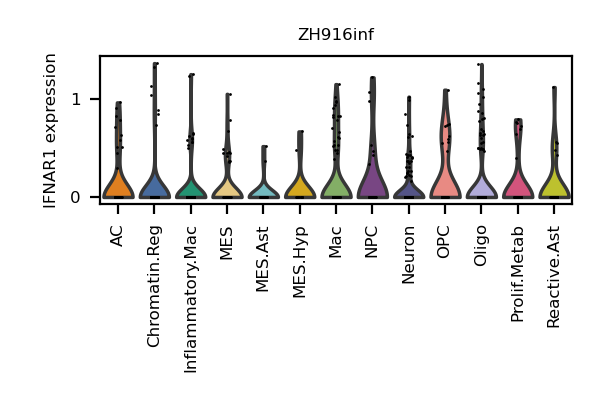 ZH916inf
IFNAR1 expression
1
0
AC
Chromatin.Reg
Inflammatory.Mac
MES
MES.Ast
MES.Hyp
Mac
NPC
Neuron
OPC
Oligo
Prolif.Metab
Reactive.Ast